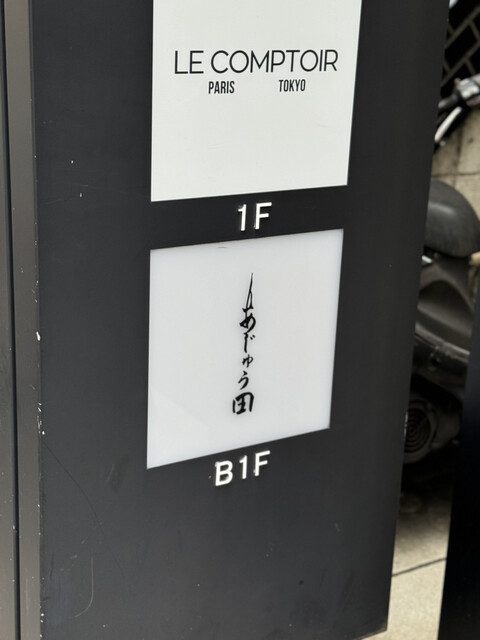 LE COMPTOIR
PARIS TOKYO
1F
あじゅう田
B1F